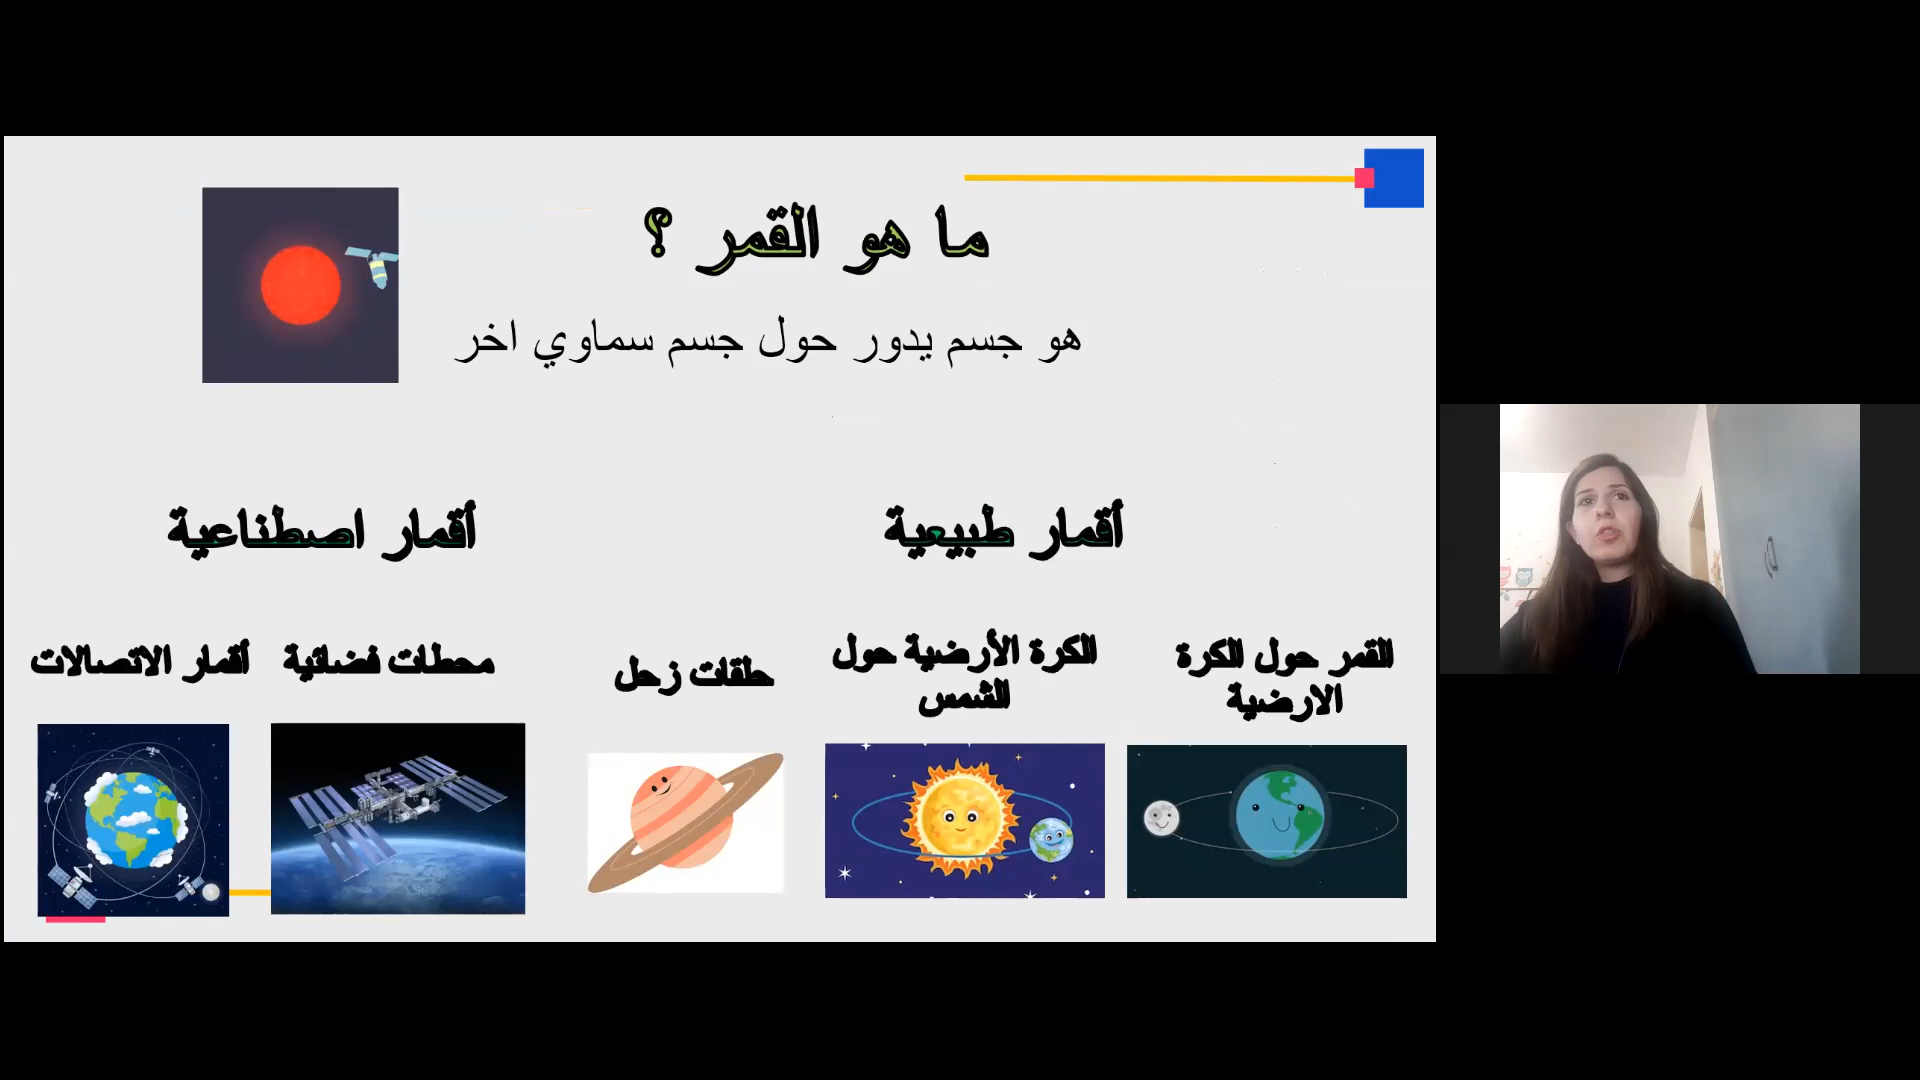 ما هو القمر ؟
هو جسم يدور حول جسم سماوي اخر
أقمار طبيعية
أقمار اصطناعية
القمر حول الكرة
الارضية
الكرة الأرضية حول
الشمس
حلقات زحل
محطات فضائية
أقمار الاتصالات